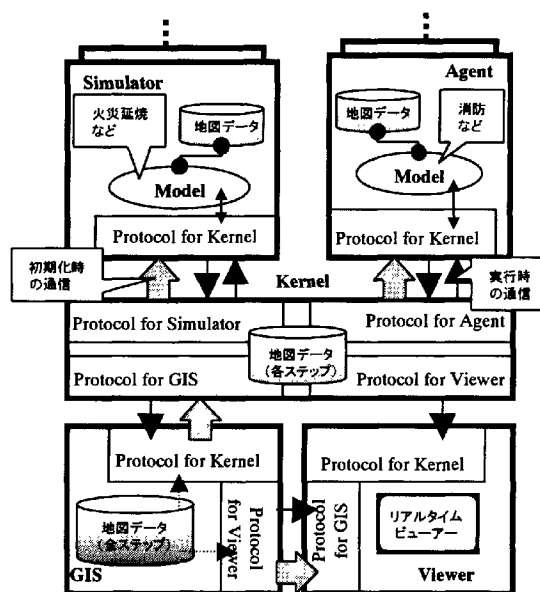 Simulator
火災延焼
など
地図データ
Model
Protocol for Kernel
Agent
地図データ
消防
など
Model
Protocol for Kernel
初期化時
の通信
Kernel
実行時
の通信
Protocol for Simulator
Protocol for Agent
地図データ
(各ステップ)
Protocol for GIS
Protocol for Viewer
Protocol for Kernel
地図データ
(全ステップ)
Protocol
for Viewer
GIS
Protocol for Kernel
Protocol
for GIS
リアルタイム
ビューアー
Viewer